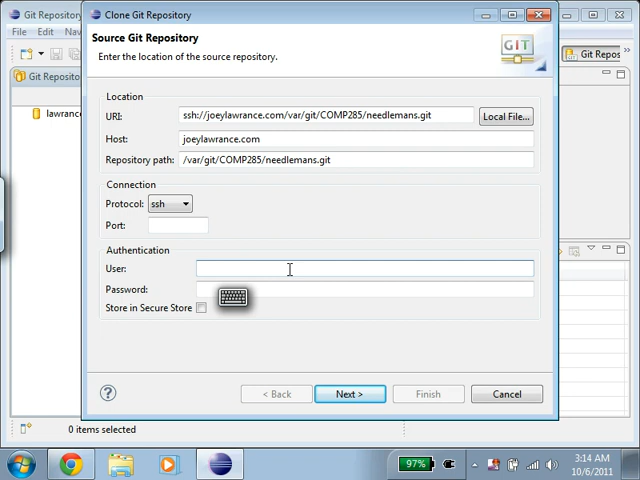 Git Repository
Clone Git Repository
File Edit Nav
Source Git Repository
Enter the location of the source repository.
GIT
Git Repos
Git Reposito
lawranc
Location
URI: ssh://joeylawrance.com/var/git/COMP285/needlemans.git Local File...
Host: joeylawrance.com
Repository path: /var/git/COMP285/needlemans.git
Connection
Protocol: ssh
Port:
Authentication
User:
Password:
Store in Secure Store
? < Back Next > Finish Cancel
0 items selected
97% 3:14 AM
10/6/2011